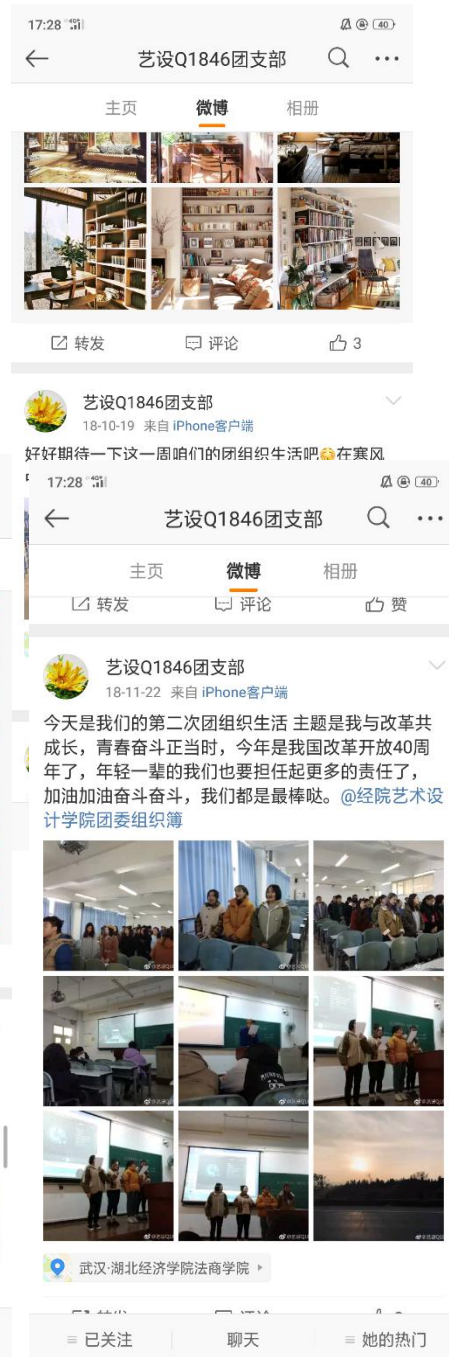 17:28 4G 40
艺设Q1846团支部
主页 微博 相册
转发 评论 3
艺设Q1846团支部
18-10-19 来自 iPhone客户端
好好期待一下这一周咱们的团组织生活吧 在寒风
17:28 4G 40
艺设Q1846团支部
主页 微博 相册
转发 评论 赞
艺设Q1846团支部
18-11-22 来自 iPhone客户端
今天是我们的第二次团组织生活 主题是我与改革共
成长，青春奋斗正当时，今年是我国改革开放40周
年了，年轻一辈的我们也要担任起更多的责任了，
加油加油奋斗奋斗，我们都是最棒哒。@经院艺术设
计学院团委组织簿
武汉·湖北经济学院法商学院
已关注 聊天 她的热门